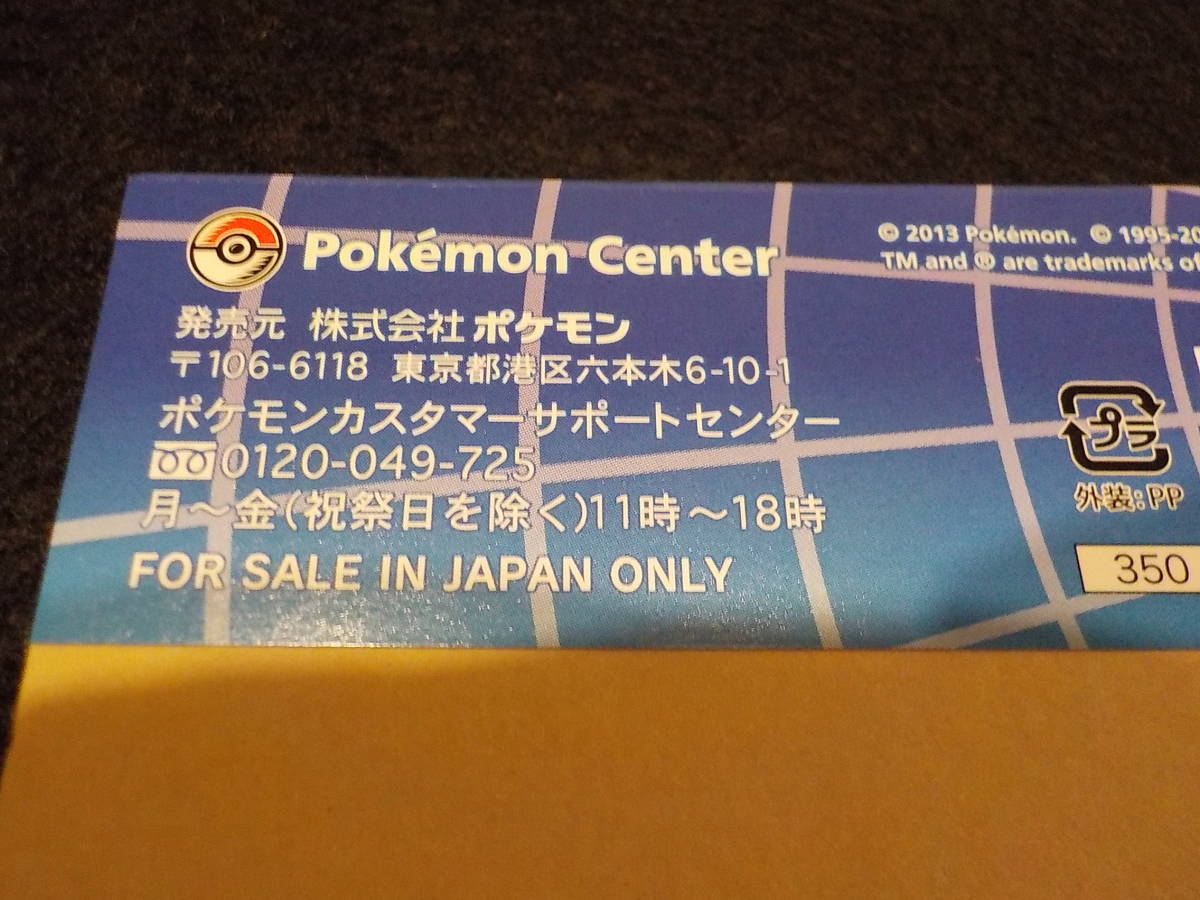 Pokémon Center
© 2013 Pokémon. © 1995-20
TM and ® are trademarks of
発売元 株式会社ポケモン
〒106-6118 東京都港区六本木6-10-1
ポケモンカスタマーサポートセンター
0120-049-725
月～金(祝祭日を除く)11時～18時
FOR SALE IN JAPAN ONLY
プラ
外装:PP
350